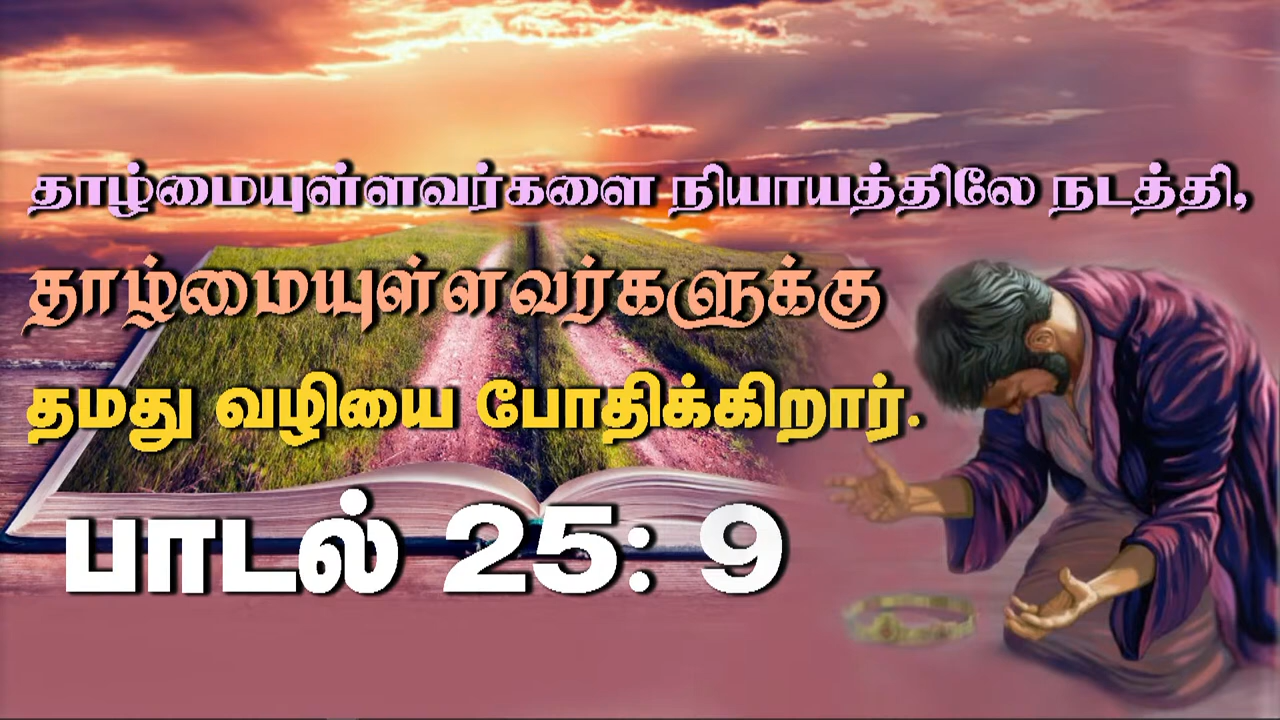 தாழ்மையுள்ளவர்களை நியாயத்திலே நடத்தி,
தாழ்மையுள்ளவர்களுக்கு
தமது வழியை போதிக்கிறார்.
பாடல் 25: 9